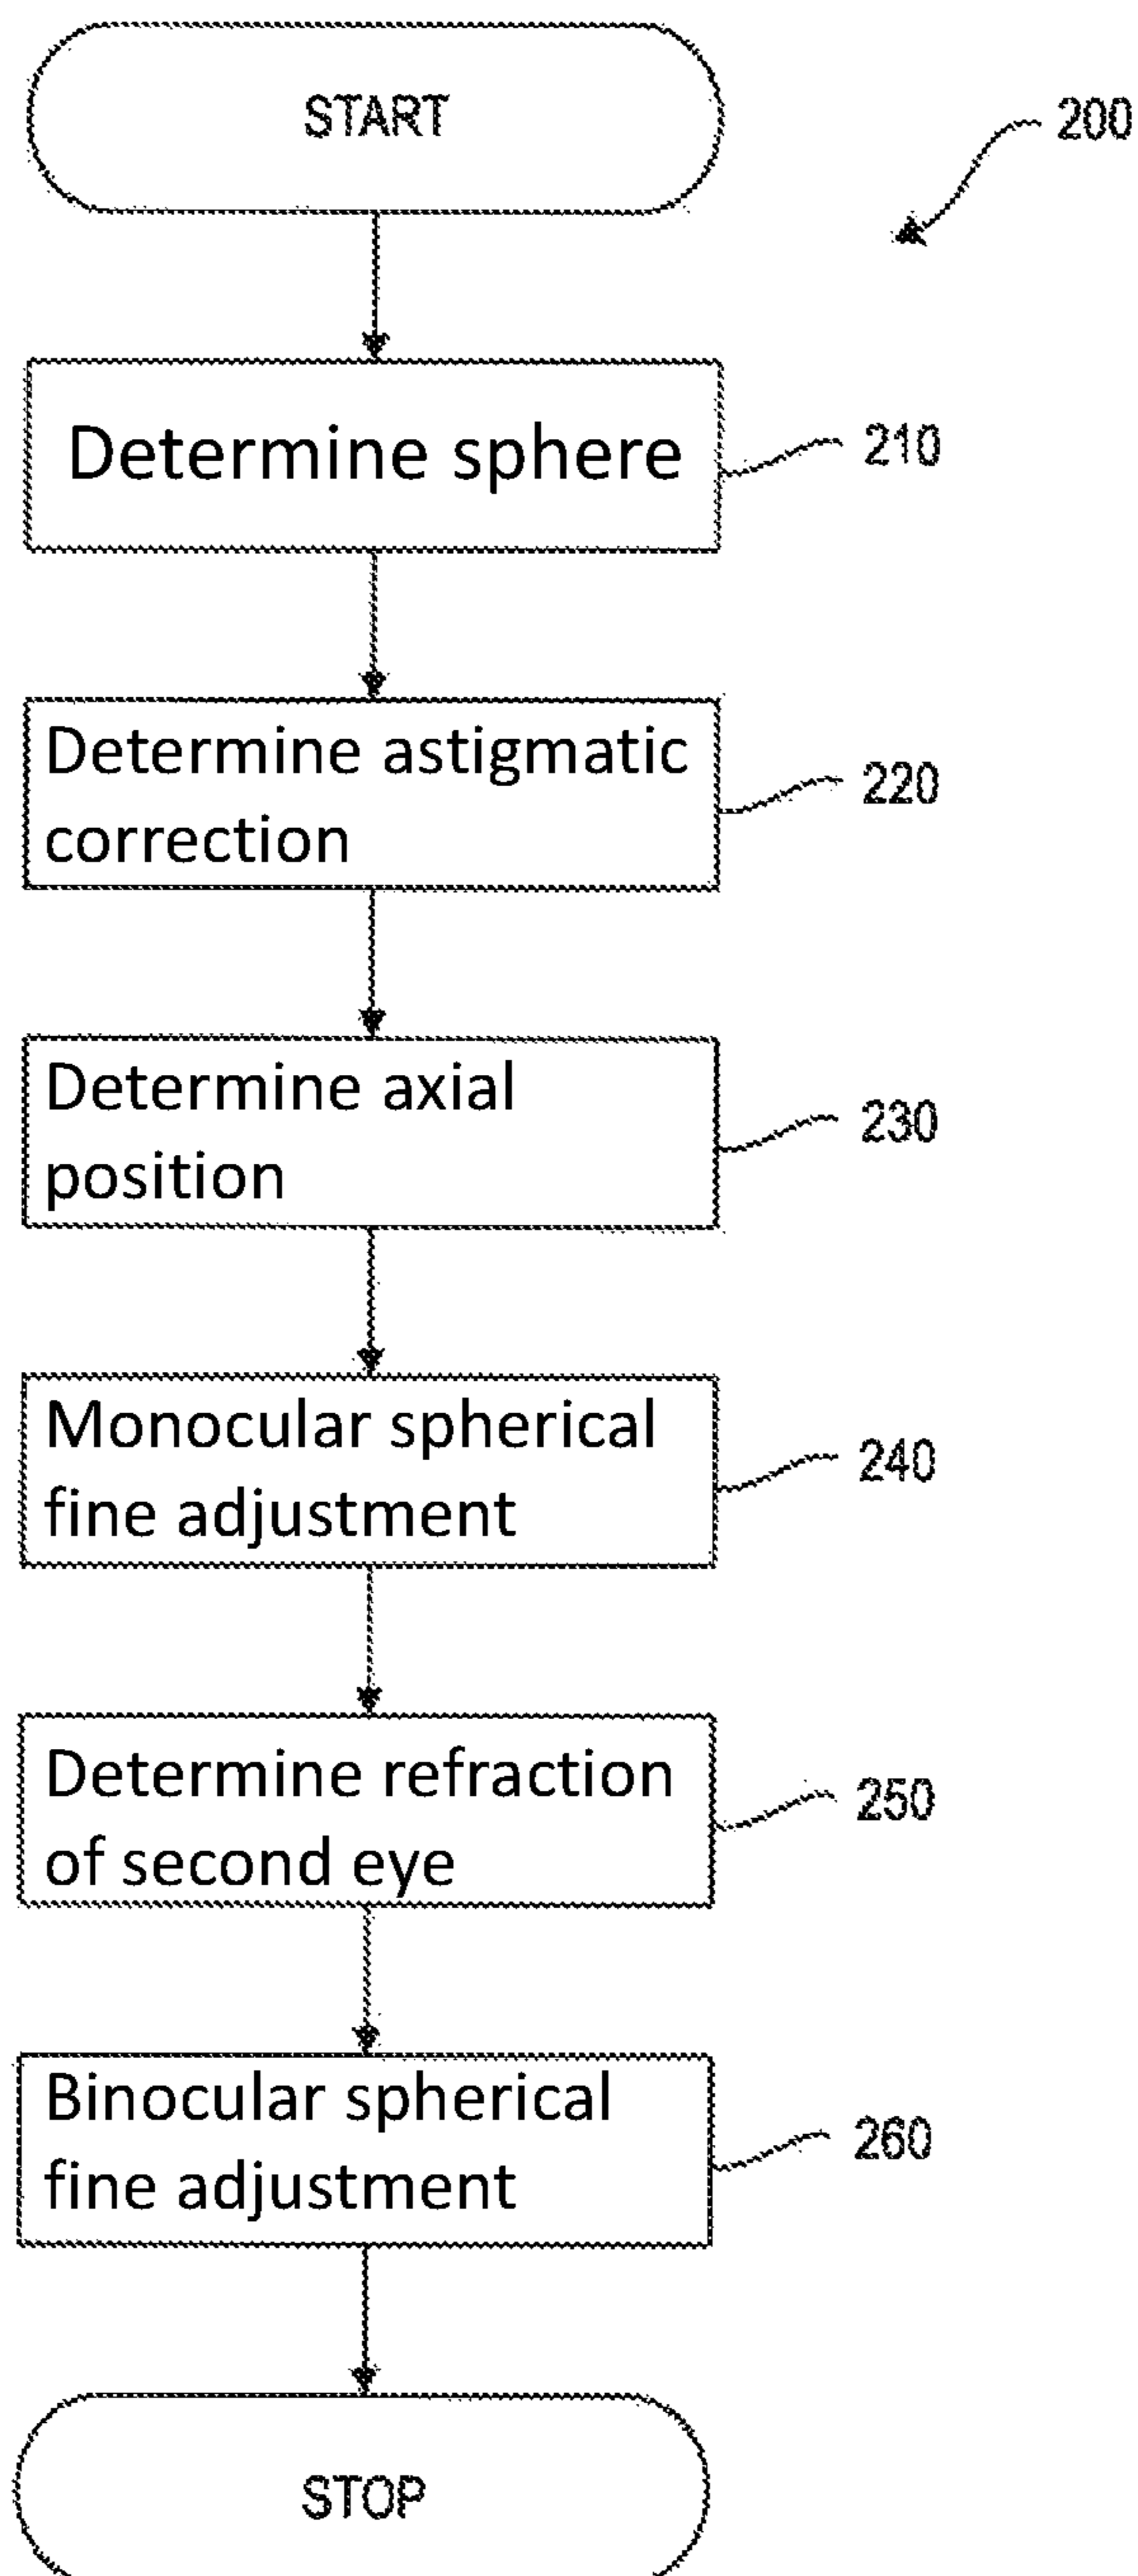 START
200
Determine sphere
210
Determine astigmatic
correction
220
Determine axial
position
230
Monocular spherical
fine adjustment
240
Determine refraction
of second eye
250
Binocular spherical
fine adjustment
260
STOP